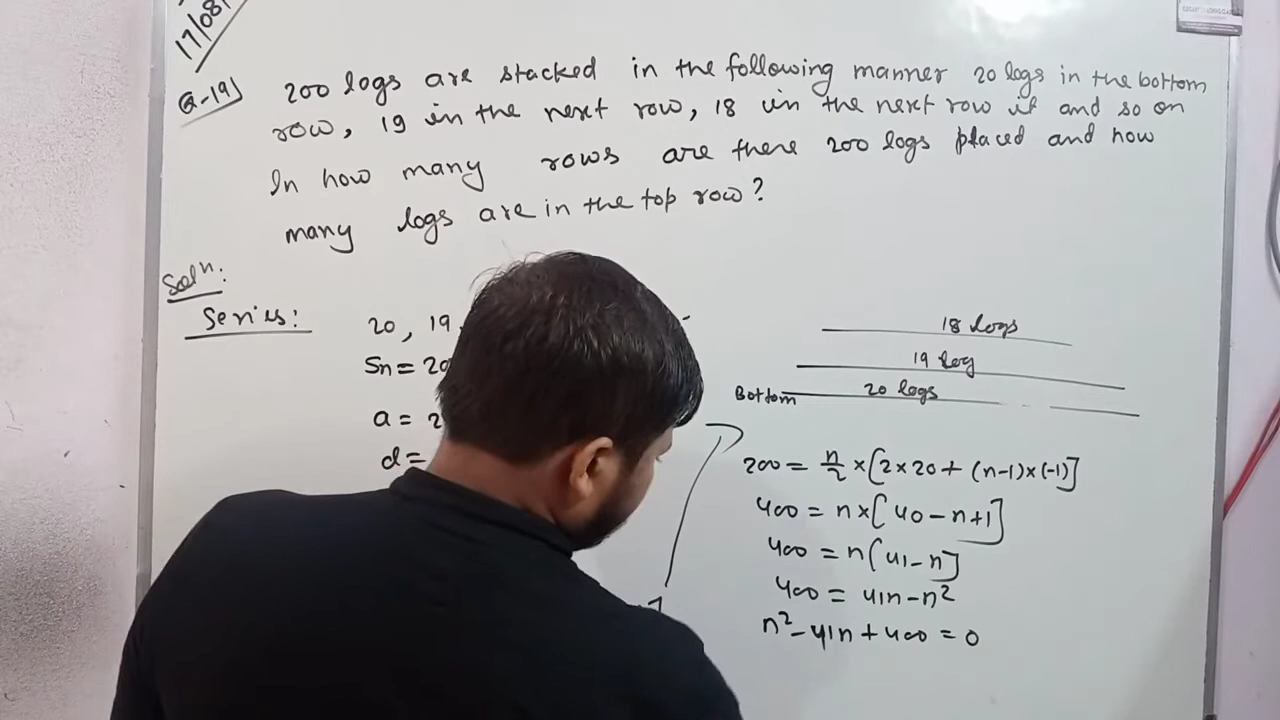 17/08/
Q-19) 200 logs are stacked in the following manner 20 logs in the bottom
row, 19 in the next row, 18 in the next row it and so on
In how many rows are there 200 logs placed and how
many logs are in the top row?
Soln:
Series: 20, 19
Sn = 20
a = 2
d =
18 logs
19 log
Bottom 20 logs
200 = n/2 × [2×20 + (n-1)×(-1)]
400 = n×[40-n+1]
400 = n[41-n]
400 = 41n-n²
n²-41n+400 = 0